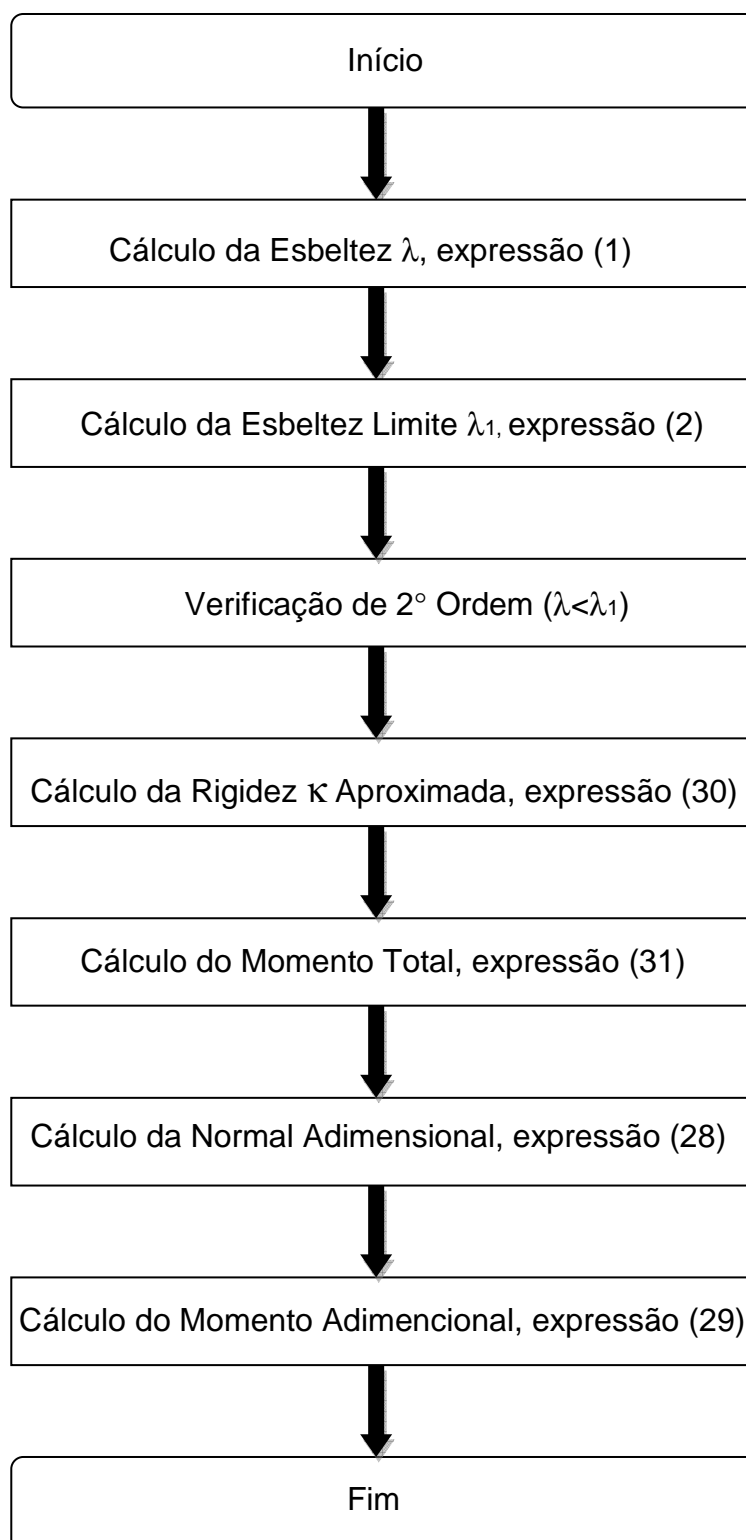 Início
Cálculo da Esbeltez λ, expressão (1)
Cálculo da Esbeltez Limite λ1, expressão (2)
Verificação de 2° Ordem (λ<λ1)
Cálculo da Rigidez κ Aproximada, expressão (30)
Cálculo do Momento Total, expressão (31)
Cálculo da Normal Adimensional, expressão (28)
Cálculo do Momento Adimencional, expressão (29)
Fim